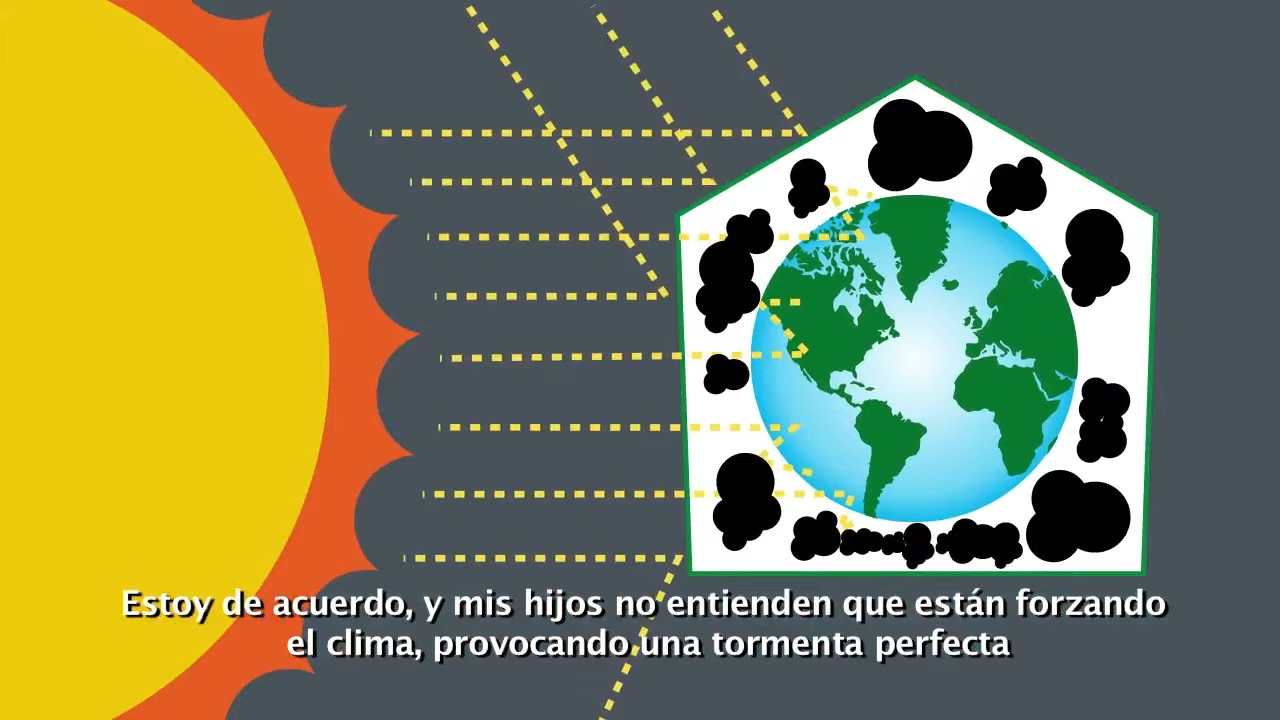 Estoy de acuerdo, y mis hijos no entienden que están forzando
el clima, provocando una tormenta perfecta